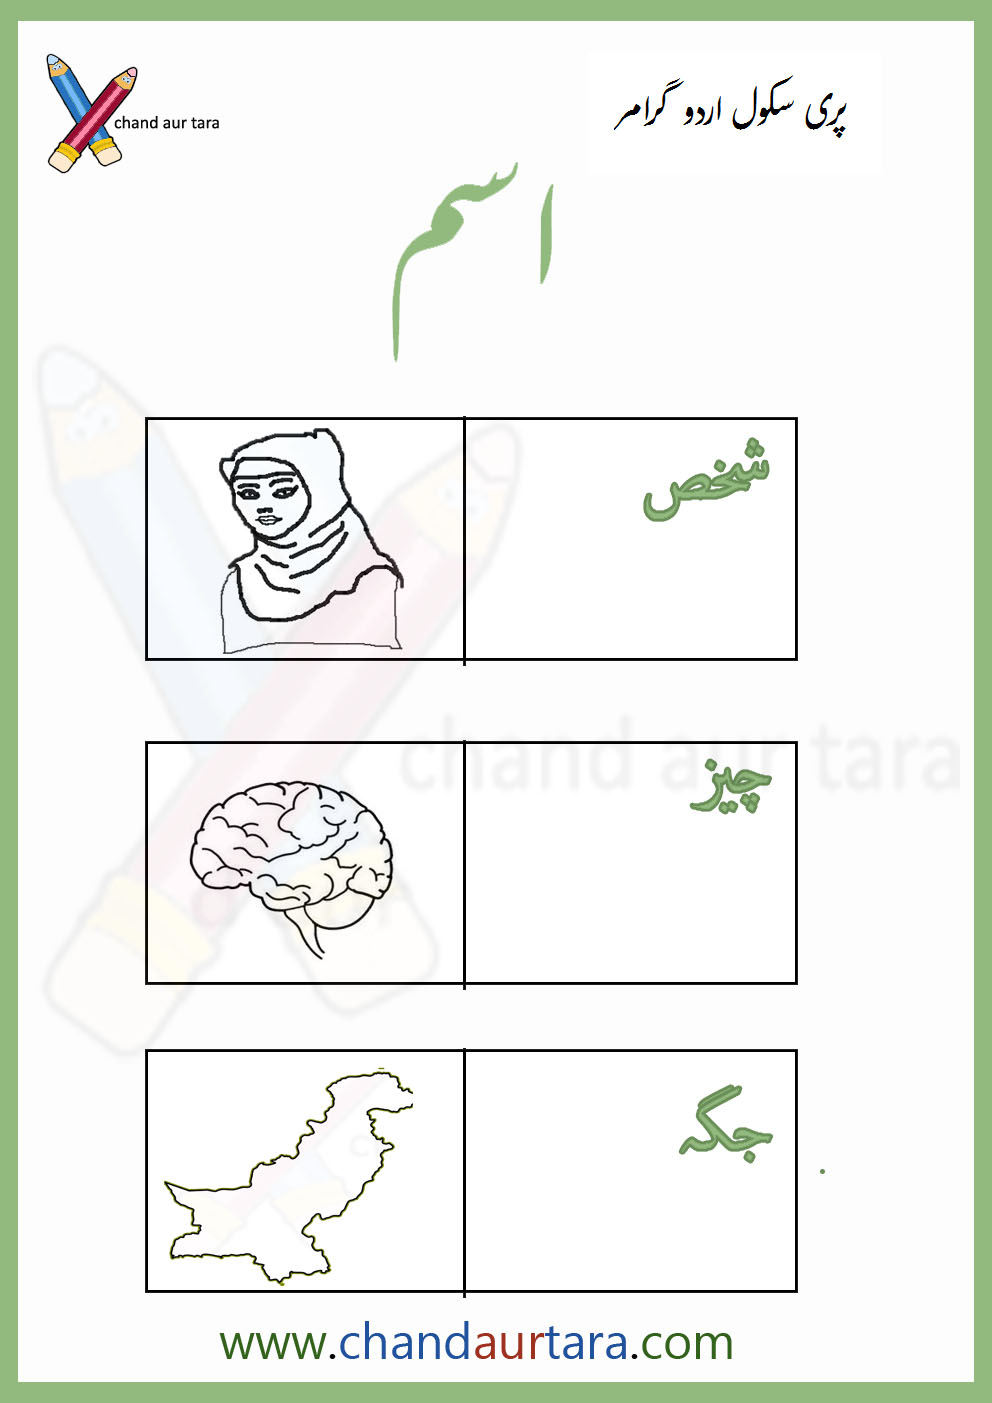 chand aur tara
پری سکول اردو گرامر
اسم
شخص
chand aur tara
چیز
جگہ
www.chandaurtara.com